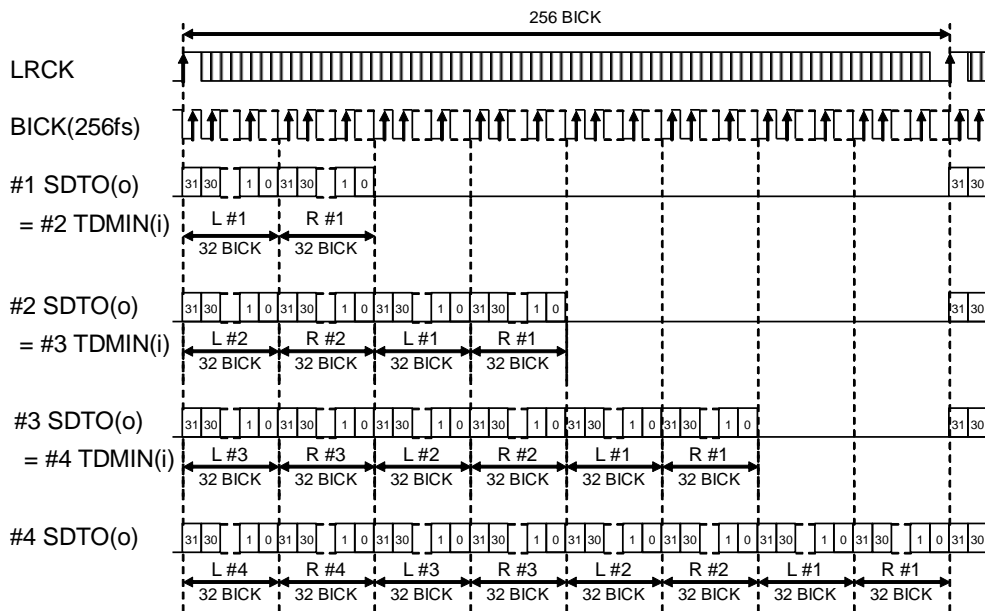 256 BICK
LRCK
BICK(256fs)
#1 SDTO(o) 31 30 1 0 31 30 1 0 31 30
= #2 TDMIN(i) L #1 R #1
32 BICK 32 BICK
#2 SDTO(o) 31 30 1 0 31 30 1 0 31 30 1 0 31 30 1 0 31 30
= #3 TDMIN(i) L #2 R #2 L #1 R #1
32 BICK 32 BICK 32 BICK 32 BICK
#3 SDTO(o) 31 30 1 0 31 30 1 0 31 30 1 0 31 30 1 0 31 30 1 0 31 30 1 0 31 30
= #4 TDMIN(i) L #3 R #3 L #2 R #2 L #1 R #1
32 BICK 32 BICK 32 BICK 32 BICK 32 BICK 32 BICK
#4 SDTO(o) 31 30 1 0 31 30 1 0 31 30 1 0 31 30 1 0 31 30 1 0 31 30 1 0 31 30 1 0 31 30 1 0 31 30
L #4 R #4 L #3 R #3 L #2 R #2 L #1 R #1
32 BICK 32 BICK 32 BICK 32 BICK 32 BICK 32 BICK 32 BICK 32 BICK